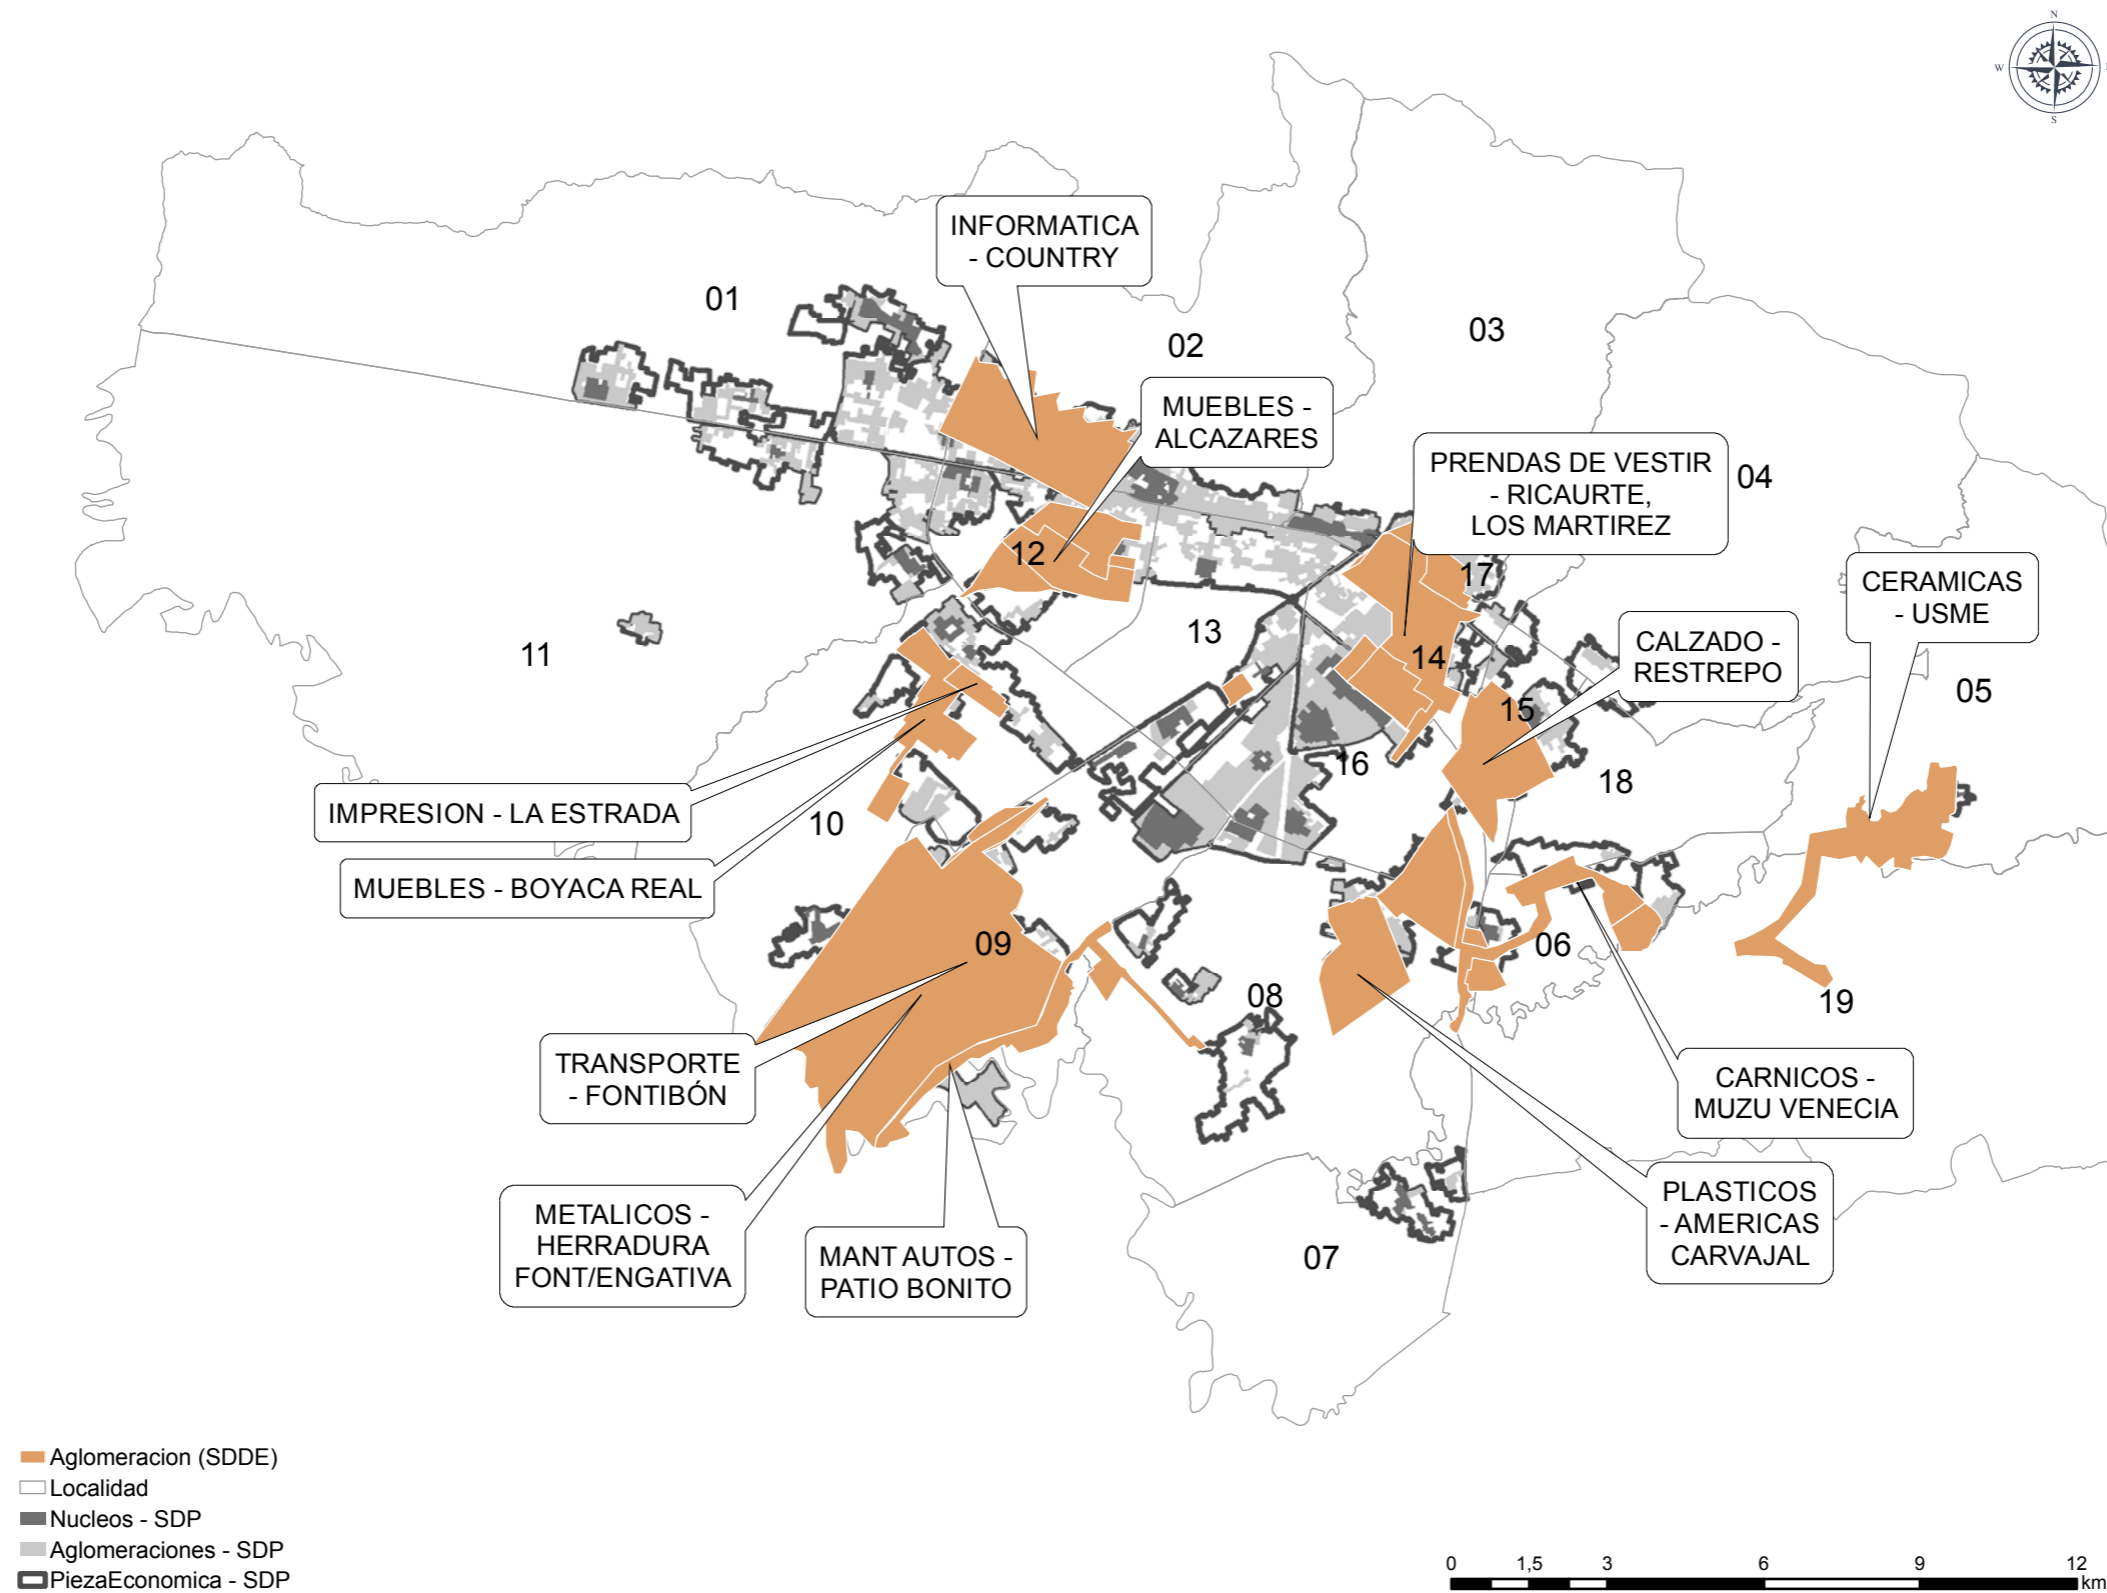 N
W
S
INFORMATICA
- COUNTRY
01
02
03
MUEBLES -
ALCAZARES
PRENDAS DE VESTIR
- RICAURTE,
LOS MARTIREZ
04
12
17
CERAMICAS
- USME
13
CALZADO -
RESTREPO
11
14
05
15
16
18
IMPRESION - LA ESTRADA
10
MUEBLES - BOYACA REAL
09
06
08
19
TRANSPORTE
- FONTIBÓN
CARNICOS -
MUZU VENECIA
METALICOS -
HERRADURA
FONT/ENGATIVA
MANT AUTOS -
PATIO BONITO
PLASTICOS
- AMERICAS
CARVAJAL
07
Aglomeracion (SDDE)
Localidad
Nucleos - SDP
Aglomeraciones - SDP
PiezaEconomica - SDP
0 1,5 3 6 9 12
km